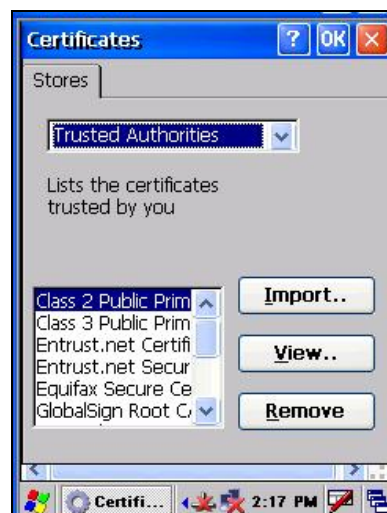 Certificates ? OK
Stores
Trusted Authorities
Lists the certificates
trusted by you
Class 2 Public Prim
Class 3 Public Prim
Entrust.net Certifi
Entrust.net Secur
Equifax Secure Ce
GlobalSign Root C
Import..
View..
Remove
Certifi... 2:17 PM